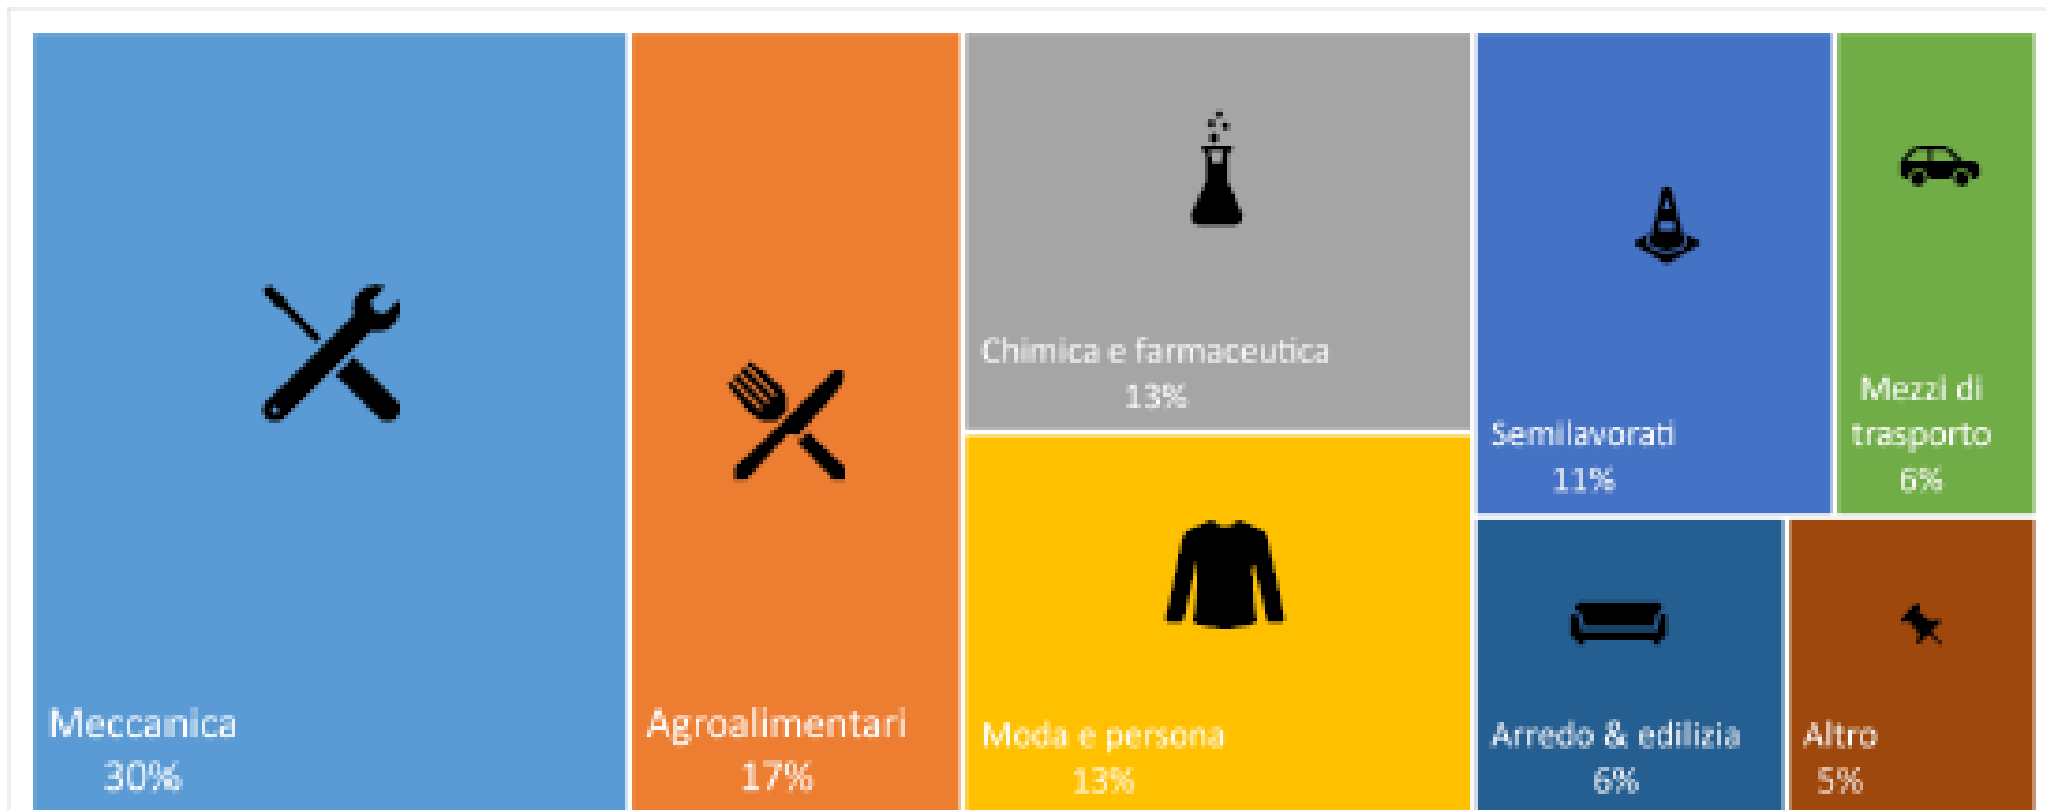 Meccanica
30%
Agroalimentari
17%
Chimica e farmaceutica
13%
Moda e persona
13%
Semilavorati
11%
Mezzi di
trasporto
6%
Arredo & edilizia
6%
Altro
5%